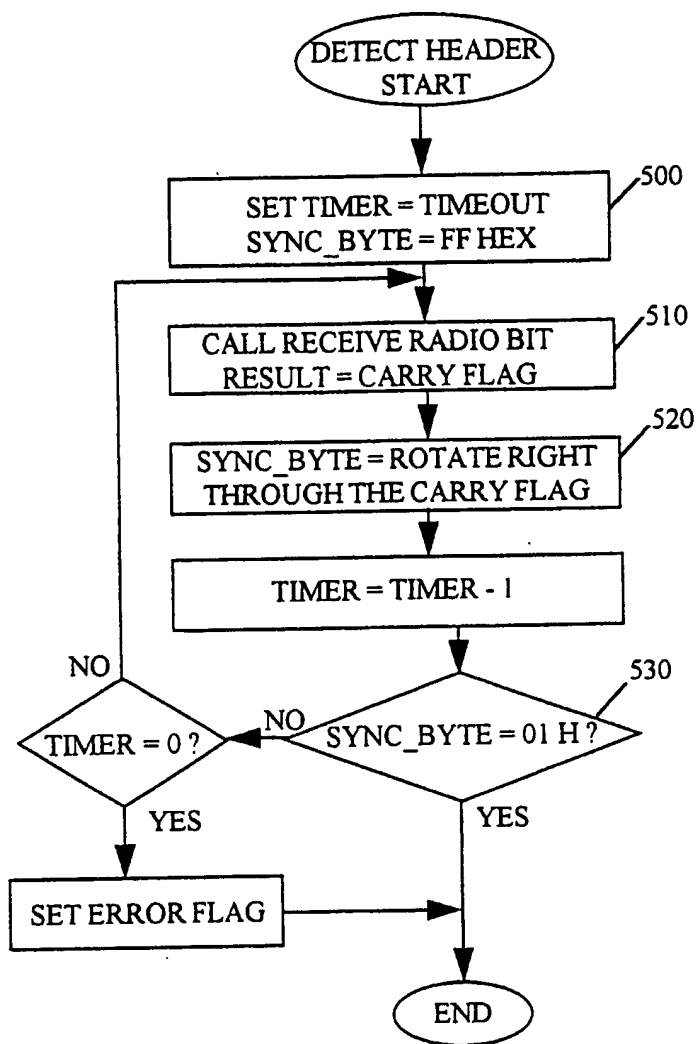 DETECT HEADER
START
500
SET TIMER = TIMEOUT
SYNC_BYTE = FF HEX
510
CALL RECEIVE RADIO BIT
RESULT = CARRY FLAG
520
SYNC_BYTE = ROTATE RIGHT
THROUGH THE CARRY FLAG
TIMER = TIMER - 1
530
SYNC_BYTE = 01 H ?
NO
TIMER = 0 ?
NO
YES
YES
SET ERROR FLAG
END